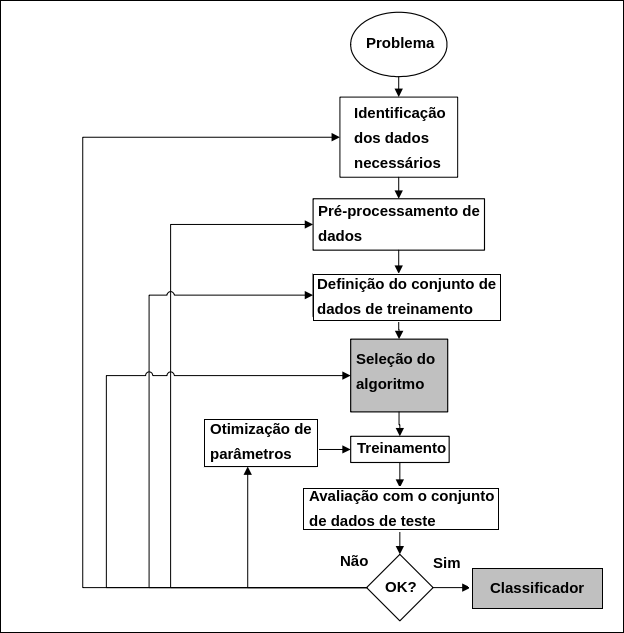 Problema
Identificação
dos dados
necessários
Pré-processamento de
dados
Definição do conjunto de
dados de treinamento
Seleção do
algoritmo
Otimização de
parâmetros
Treinamento
Avaliação com o conjunto
de dados de teste
Não
Sim
OK?
Classificador